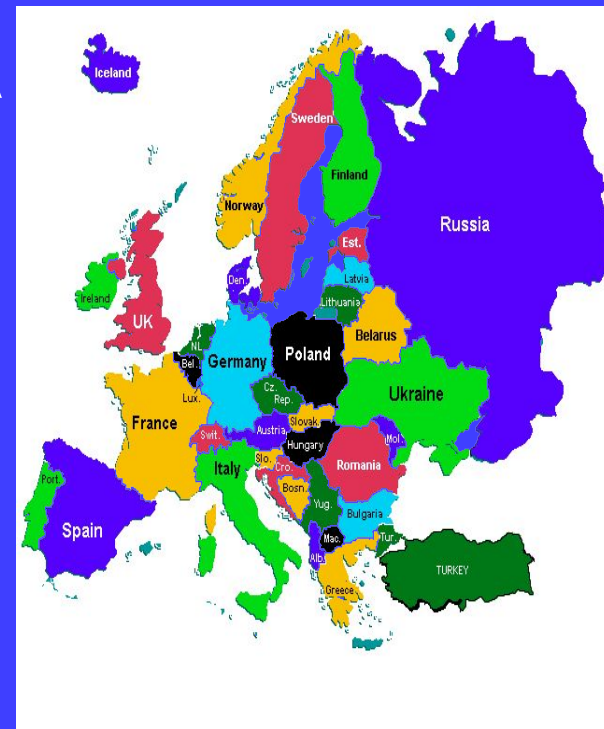 Iceland
Sweden
Finland
Norway
Russia
Est.
Den.
Latvia
Ireland
Lithuania
UK
Belarus
NL
Poland
Germany
Bel.
Cz.
Rep.
Ukraine
Lux.
France
Slovak.
Austria
Swit.
Hungary
Mol.
Italy
Slo.
Romania
Cro.
Port.
Bosn.
Yug.
Bulgaria
Spain
Mac.
Tur.
Alb.
TURKEY
Greece